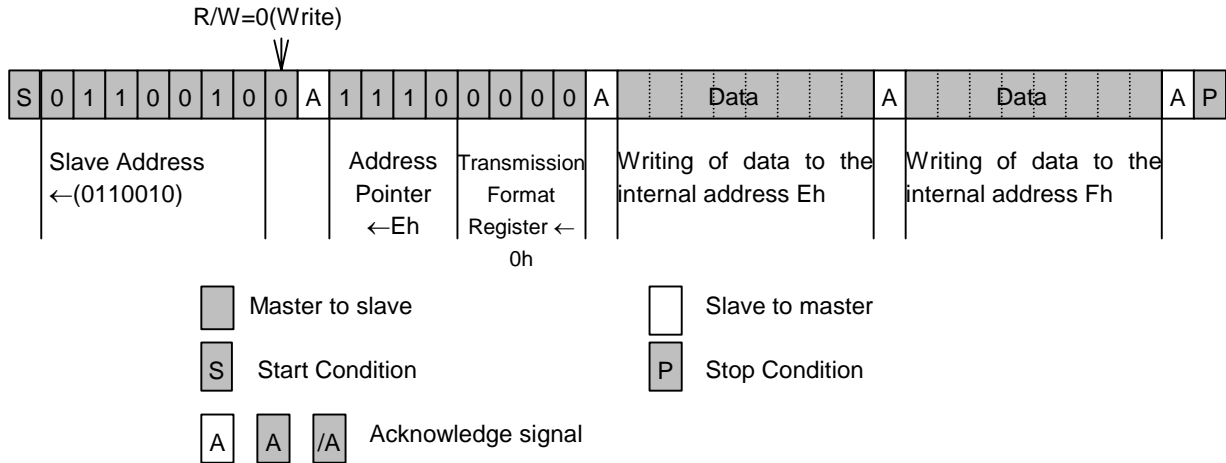 R/W=0(Write)
S 0 1 1 0 0 1 0 0 A 1 1 1 0 0 0 0 0 A Data A Data A P
Slave Address
←(0110010)
Address
Pointer
←Eh
Transmission
Format
Register ←
0h
Writing of data to the
internal address Eh
Writing of data to the
internal address Fh
Master to slave
Slave to master
S Start Condition
P Stop Condition
A A /A Acknowledge signal